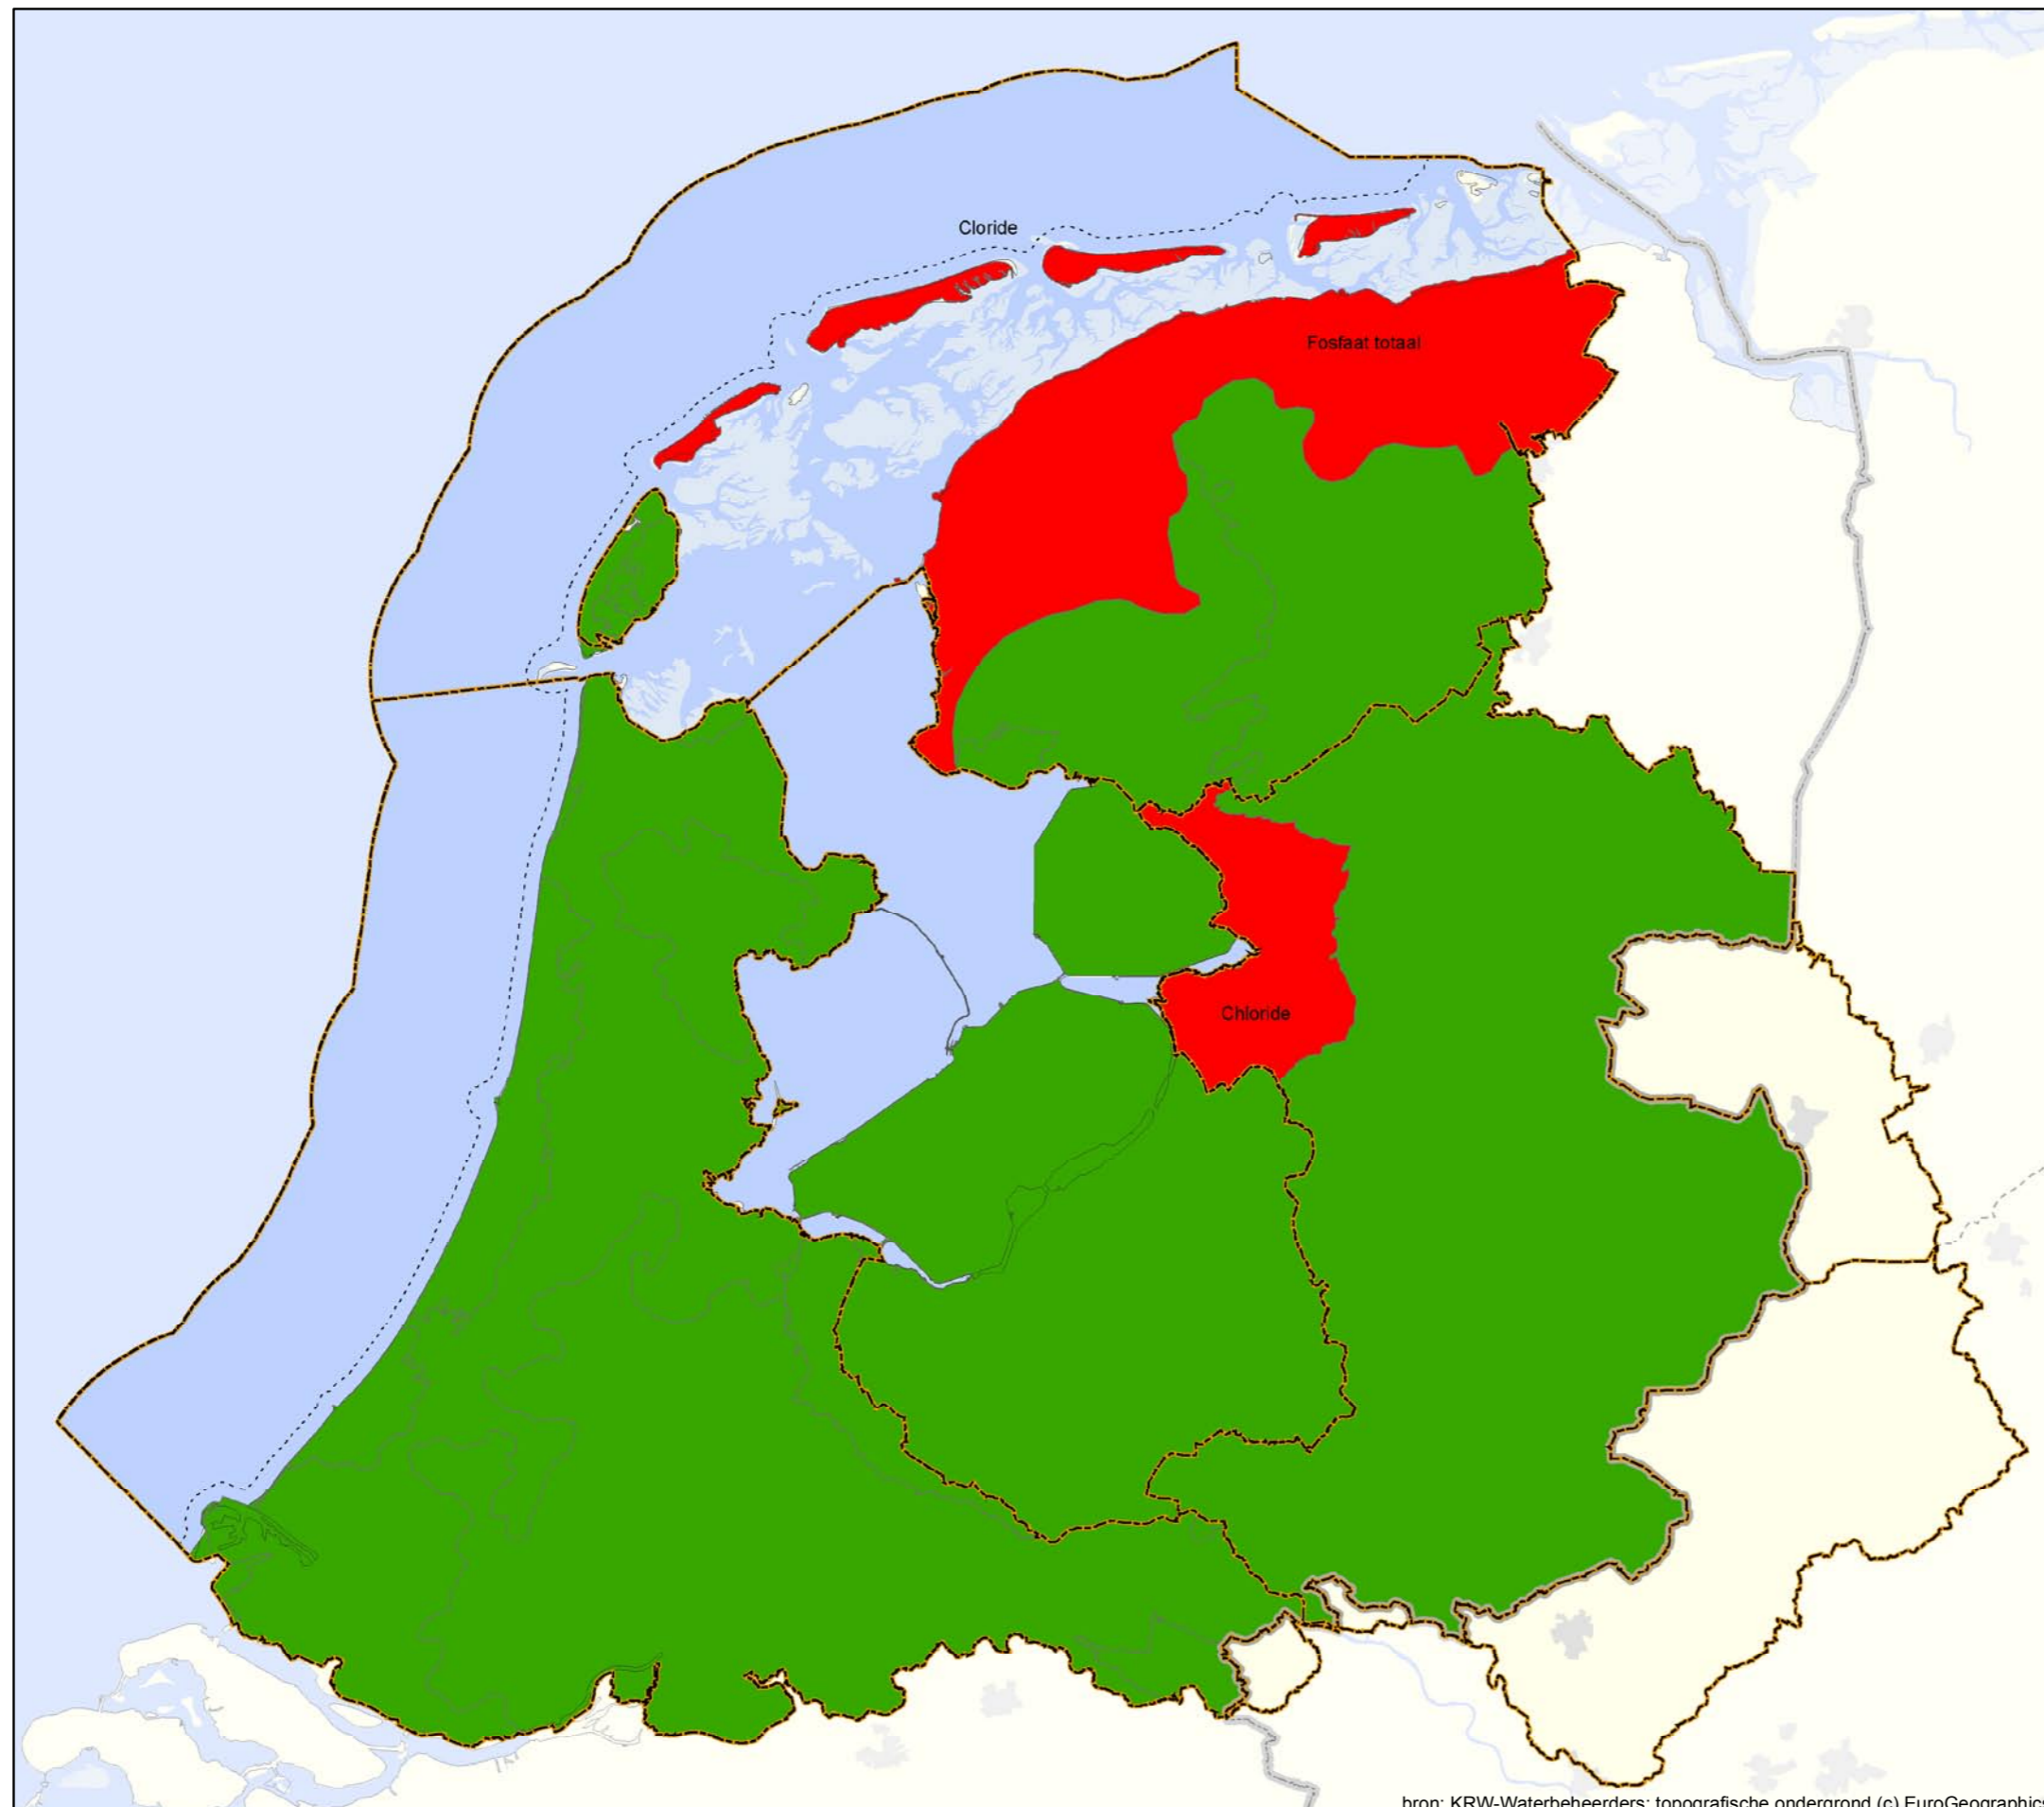 Cloride
Fosfaat totaal
Chloride
bron: KRW-Waterbeheerders; topografische ondergrond (c) EuroGeographics